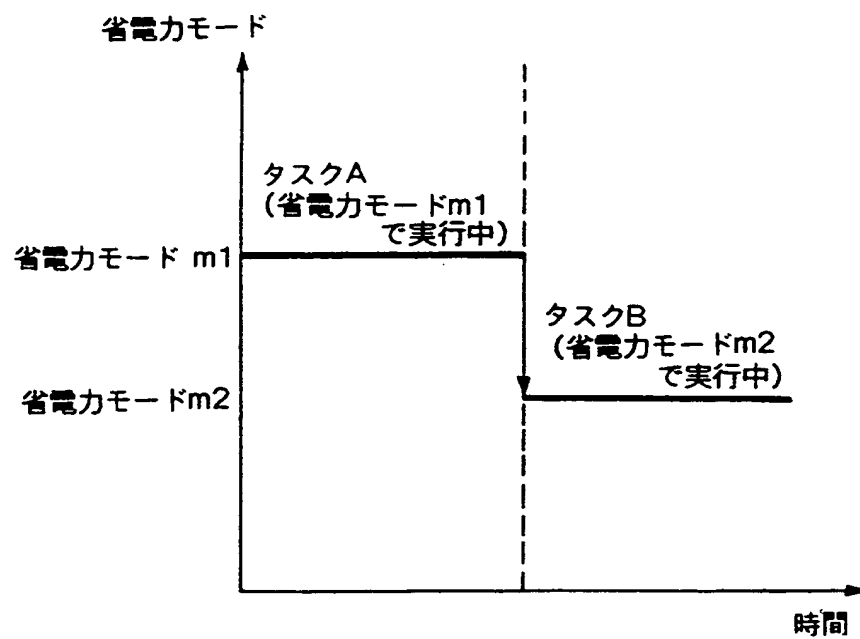 省電力モード
タスクA
(省電力モードm1
で実行中)
省電力モード m1
タスクB
(省電力モードm2
で実行中)
省電力モードm2
時間